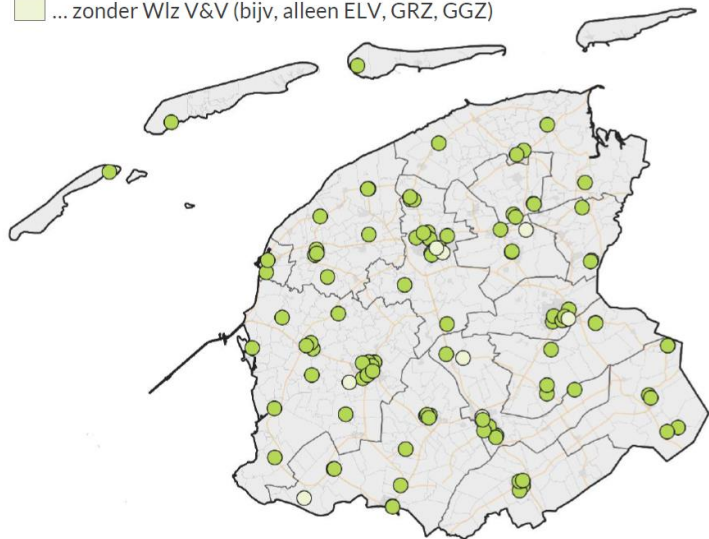 ... zonder Wlz V&V (bijv, alleen ELV, GRZ, GGZ)